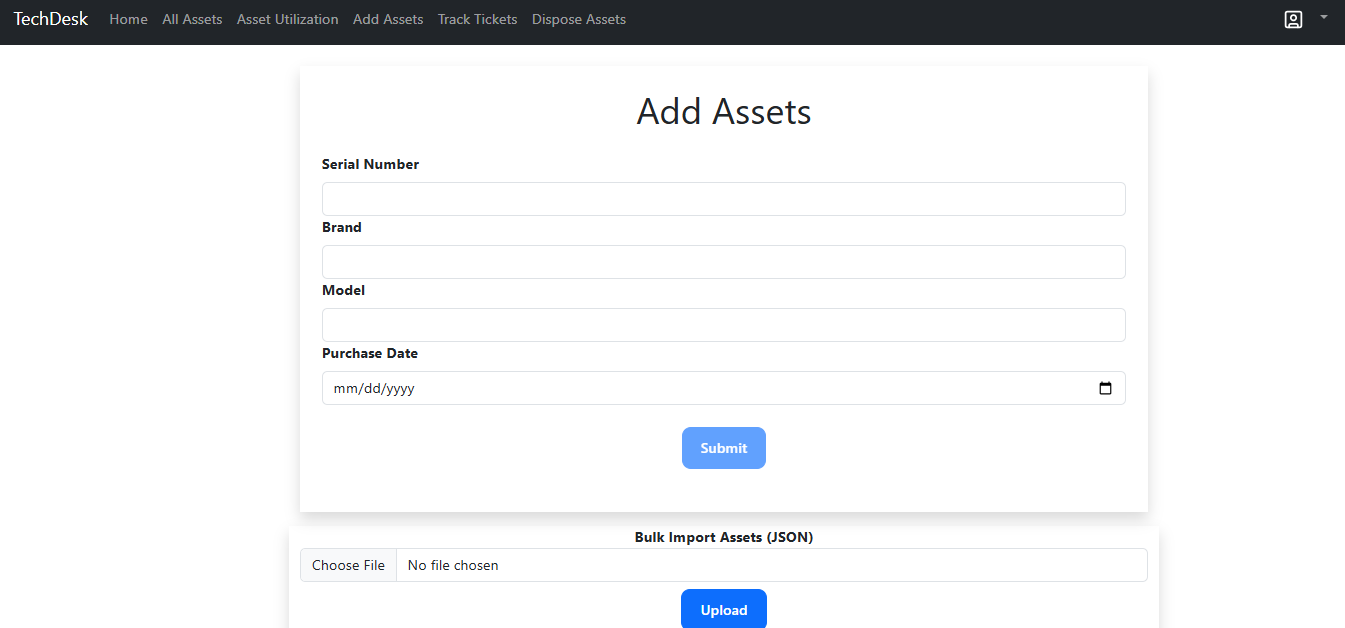 TechDesk Home All Assets Asset Utilization Add Assets Track Tickets Dispose Assets
Add Assets
Serial Number
Brand
Model
Purchase Date
mm/dd/yyyy
Submit
Bulk Import Assets (JSON)
Choose File No file chosen
Upload